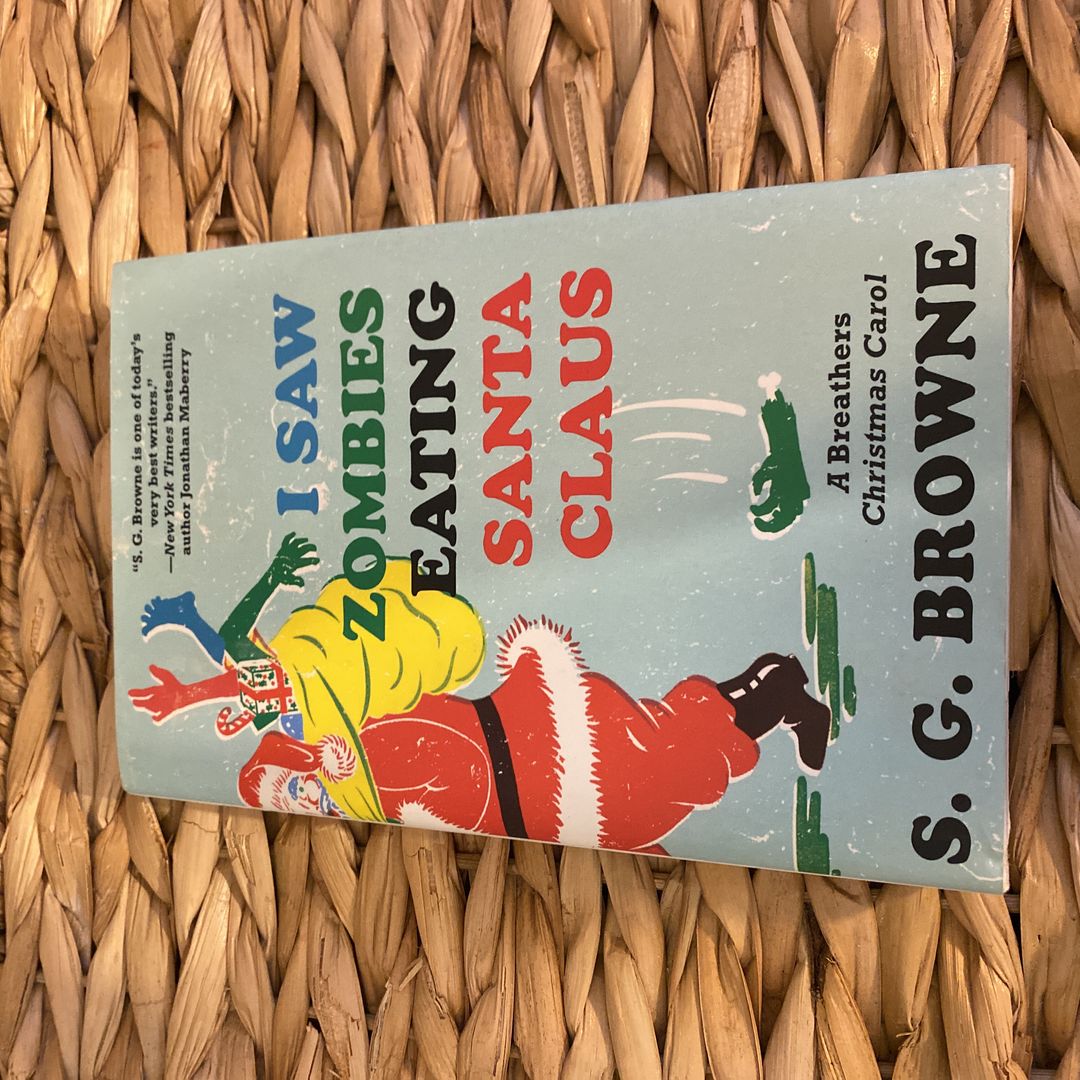 “S. G. Browne is one of today’s
very best writers.”
—New York Times bestselling
author Jonathan Maberry
I SAW
ZOMBIES
EATING
SANTA
CLAUS
A Breathers
Christmas Carol
S. G. BROWNE